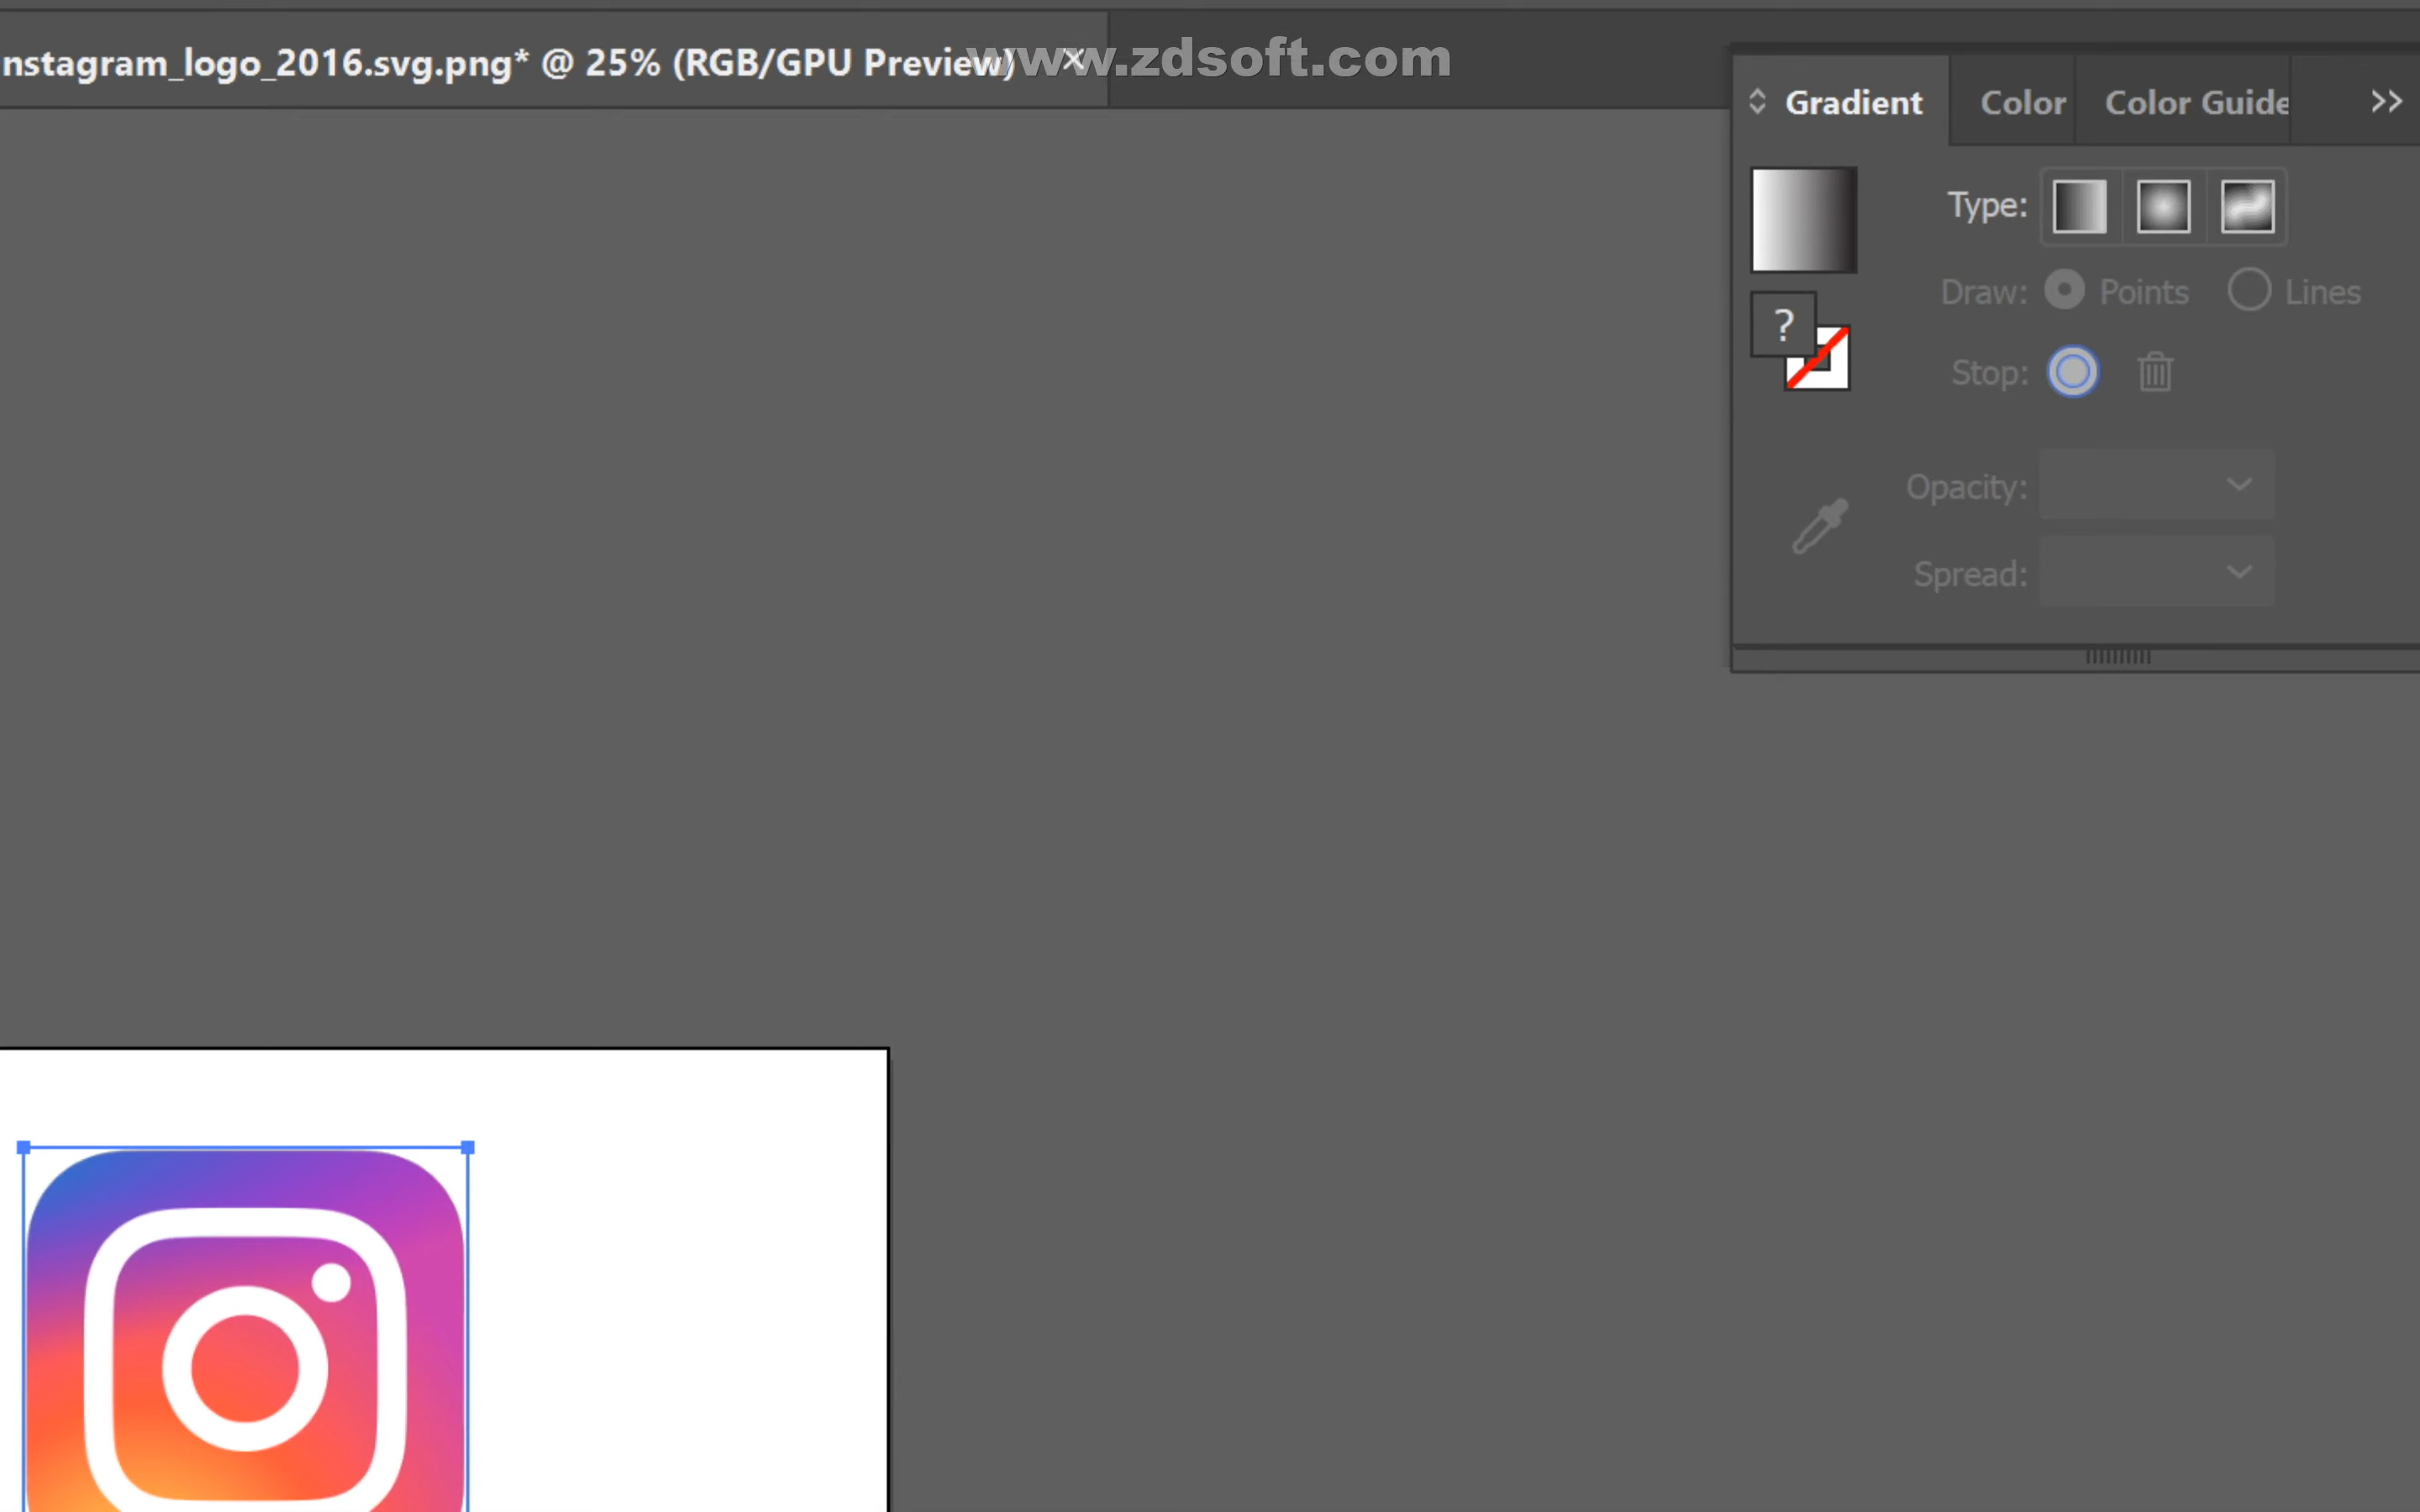 nstagram_logo_2016.svg.png* @ 25% (RGB/GPU Preview)
www.zdsoft.com
Gradient Color Color Guide
Type:
Draw: Points Lines
?
Stop:
Opacity:
Spread: